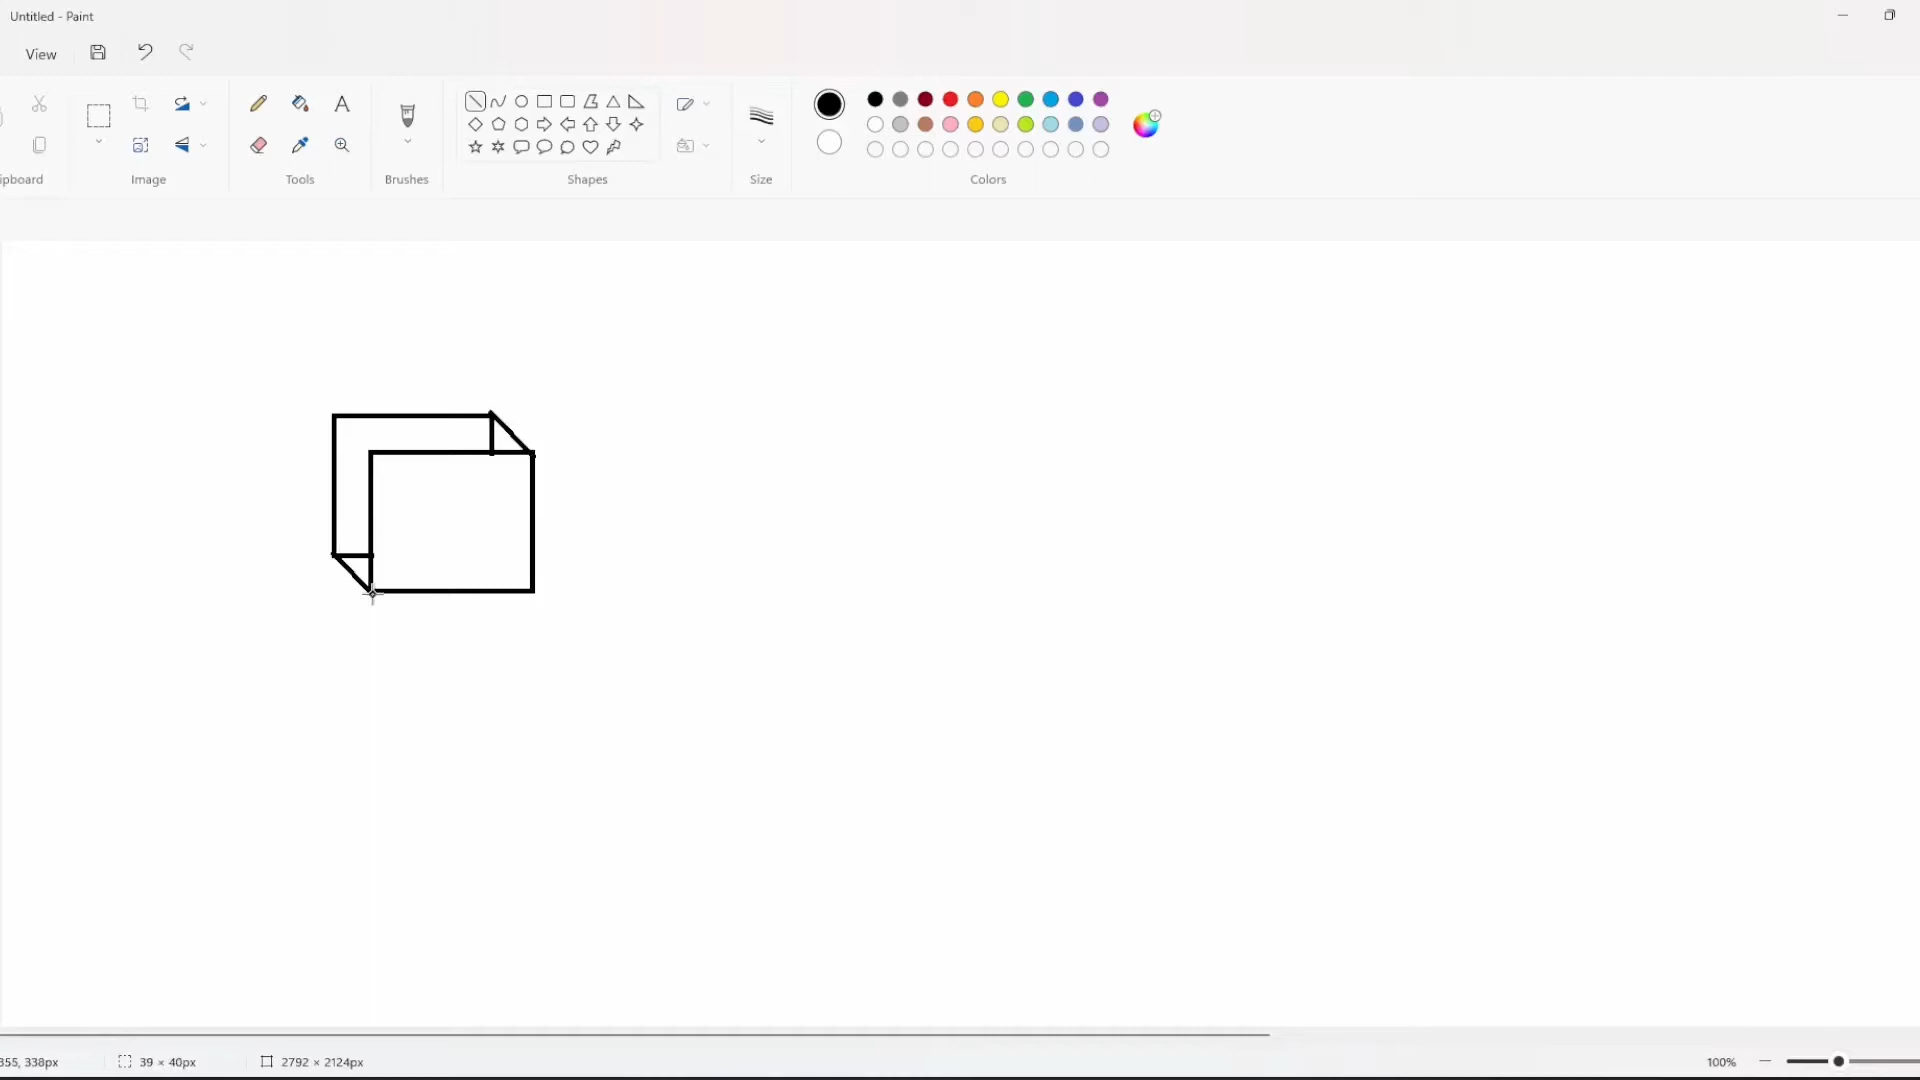 Untitled - Paint
View
ipboard
Image
Tools
Brushes
Shapes
Size
Colors
355, 338px
39 × 40px
2792 × 2124px
100%